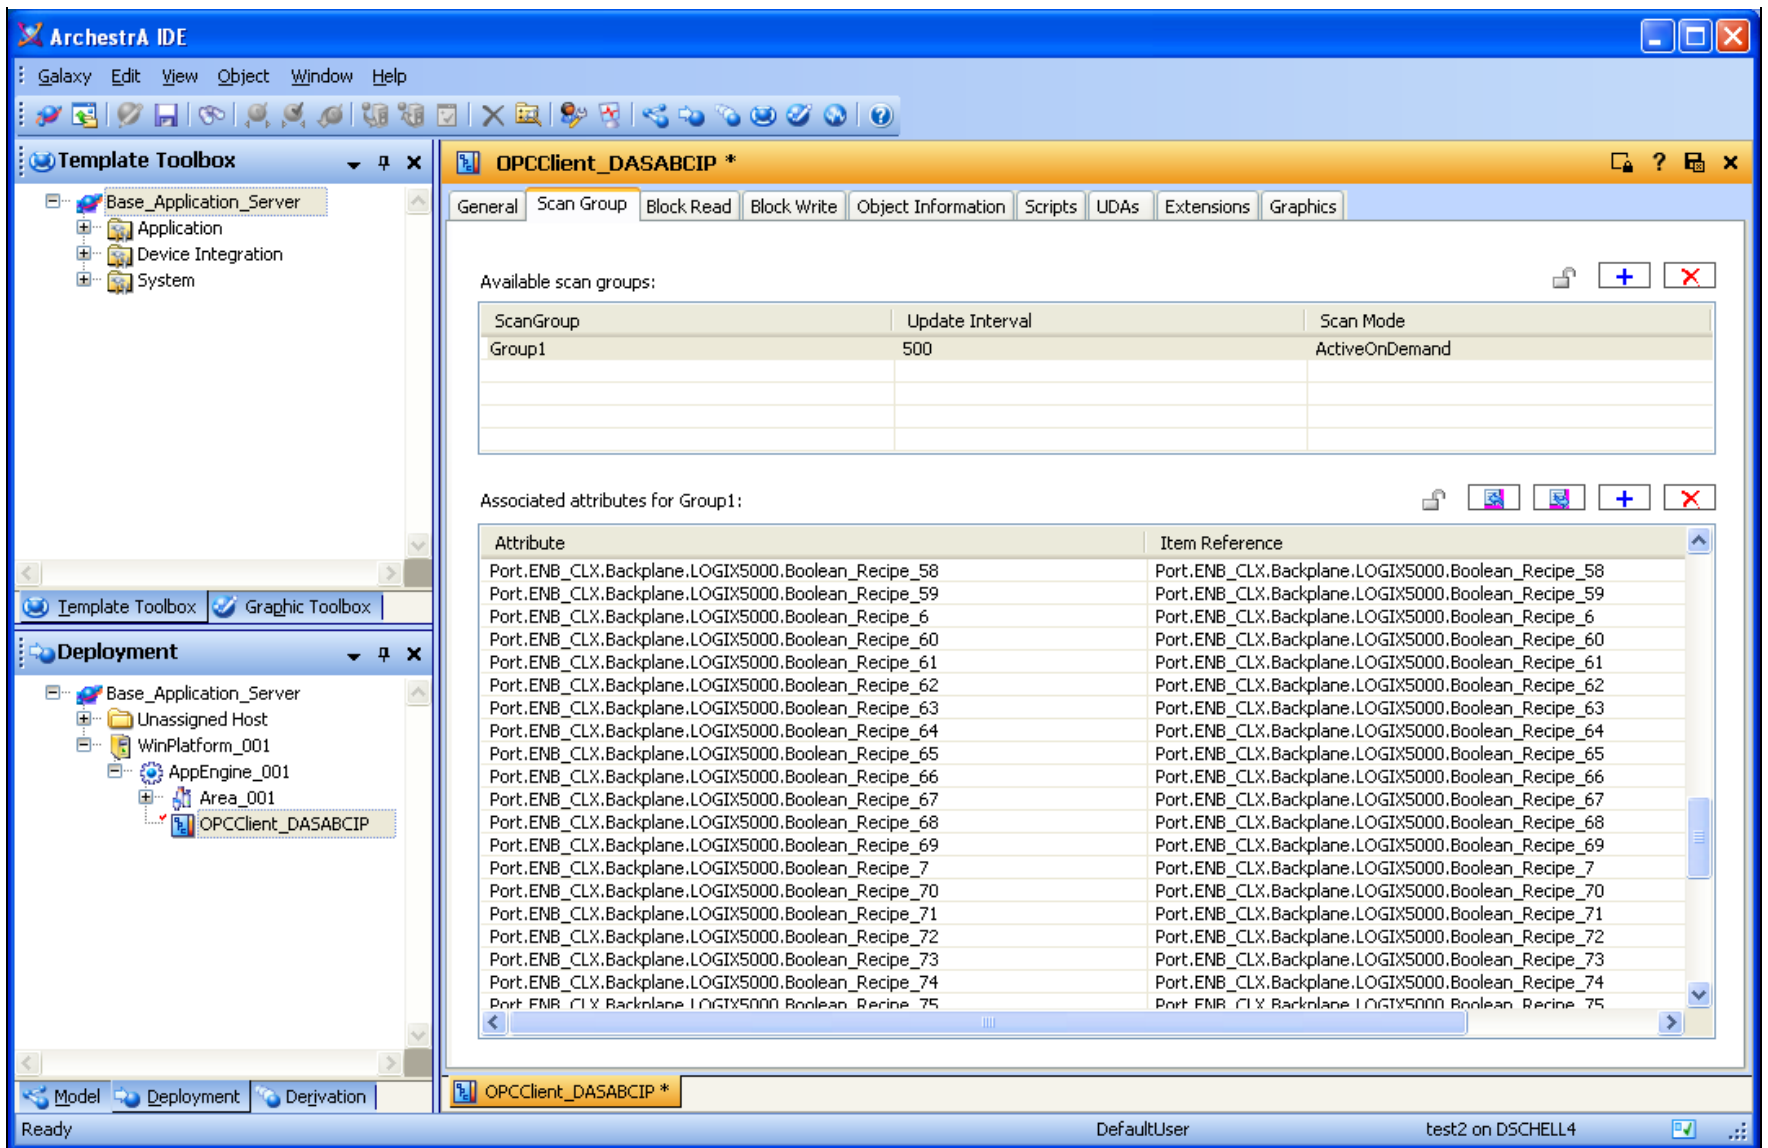 ArchestrA IDE
Galaxy Edit View Object Window Help
Template Toolbox
Base_Application_Server
Application
Device Integration
System
Template Toolbox Graphic Toolbox
Deployment
Base_Application_Server
Unassigned Host
WinPlatform_001
AppEngine_001
Area_001
OPCClient_DASABCIP
Model Deployment Derivation
OPCClient_DASABCIP *
General Scan Group Block Read Block Write Object Information Scripts UDAs Extensions Graphics
Available scan groups:
ScanGroup Update Interval Scan Mode
Group1 500 ActiveOnDemand
Associated attributes for Group1:
Attribute Item Reference
Port.ENB_CLX.Backplane.LOGIX5000.Boolean_Recipe_58 Port.ENB_CLX.Backplane.LOGIX5000.Boolean_Recipe_58
Port.ENB_CLX.Backplane.LOGIX5000.Boolean_Recipe_59 Port.ENB_CLX.Backplane.LOGIX5000.Boolean_Recipe_59
Port.ENB_CLX.Backplane.LOGIX5000.Boolean_Recipe_6 Port.ENB_CLX.Backplane.LOGIX5000.Boolean_Recipe_6
Port.ENB_CLX.Backplane.LOGIX5000.Boolean_Recipe_60 Port.ENB_CLX.Backplane.LOGIX5000.Boolean_Recipe_60
Port.ENB_CLX.Backplane.LOGIX5000.Boolean_Recipe_61 Port.ENB_CLX.Backplane.LOGIX5000.Boolean_Recipe_61
Port.ENB_CLX.Backplane.LOGIX5000.Boolean_Recipe_62 Port.ENB_CLX.Backplane.LOGIX5000.Boolean_Recipe_62
Port.ENB_CLX.Backplane.LOGIX5000.Boolean_Recipe_63 Port.ENB_CLX.Backplane.LOGIX5000.Boolean_Recipe_63
Port.ENB_CLX.Backplane.LOGIX5000.Boolean_Recipe_64 Port.ENB_CLX.Backplane.LOGIX5000.Boolean_Recipe_64
Port.ENB_CLX.Backplane.LOGIX5000.Boolean_Recipe_65 Port.ENB_CLX.Backplane.LOGIX5000.Boolean_Recipe_65
Port.ENB_CLX.Backplane.LOGIX5000.Boolean_Recipe_66 Port.ENB_CLX.Backplane.LOGIX5000.Boolean_Recipe_66
Port.ENB_CLX.Backplane.LOGIX5000.Boolean_Recipe_67 Port.ENB_CLX.Backplane.LOGIX5000.Boolean_Recipe_67
Port.ENB_CLX.Backplane.LOGIX5000.Boolean_Recipe_68 Port.ENB_CLX.Backplane.LOGIX5000.Boolean_Recipe_68
Port.ENB_CLX.Backplane.LOGIX5000.Boolean_Recipe_69 Port.ENB_CLX.Backplane.LOGIX5000.Boolean_Recipe_69
Port.ENB_CLX.Backplane.LOGIX5000.Boolean_Recipe_7 Port.ENB_CLX.Backplane.LOGIX5000.Boolean_Recipe_7
Port.ENB_CLX.Backplane.LOGIX5000.Boolean_Recipe_70 Port.ENB_CLX.Backplane.LOGIX5000.Boolean_Recipe_70
Port.ENB_CLX.Backplane.LOGIX5000.Boolean_Recipe_71 Port.ENB_CLX.Backplane.LOGIX5000.Boolean_Recipe_71
Port.ENB_CLX.Backplane.LOGIX5000.Boolean_Recipe_72 Port.ENB_CLX.Backplane.LOGIX5000.Boolean_Recipe_72
Port.ENB_CLX.Backplane.LOGIX5000.Boolean_Recipe_73 Port.ENB_CLX.Backplane.LOGIX5000.Boolean_Recipe_73
Port.ENB_CLX.Backplane.LOGIX5000.Boolean_Recipe_74 Port.ENB_CLX.Backplane.LOGIX5000.Boolean_Recipe_74
Port.ENB_CLX.Backplane.LOGIX5000.Boolean_Recipe_75 Port.ENB_CLX.Backplane.LOGIX5000.Boolean_Recipe_75
OPCClient_DASABCIP *
Ready DefaultUser test2 on DSCHELL4